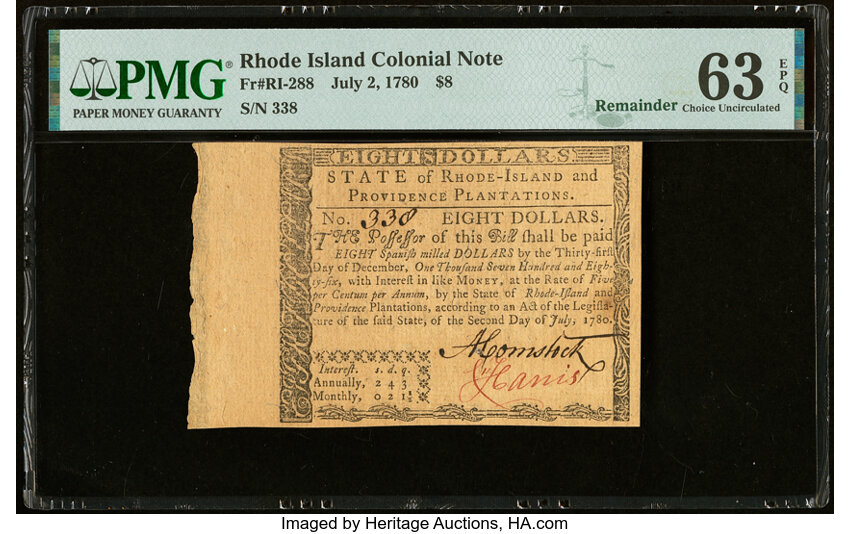 PMG®
PAPER MONEY GUARANTY
Rhode Island Colonial Note
Fr#RI-288 July 2, 1780 $8
S/N 338
Remainder
63
EPQ
Choice Uncirculated
EIGHT DOLLARS.
STATE of RHODE-ISLAND and
PROVIDENCE PLANTATIONS.
No. 338 EIGHT DOLLARS.
THE Poſſeſſor of this Bill ſhall be paid
EIGHT Spaniſh milled DOLLARS by the Thirty-firſt
Day of December, One Thouſand Seven Hundred and Eigh-
ty-ſix, with Intereſt in like MONEY, at the Rate of Five
per Centum per Annum, by the State of Rhode-Iſland and
Providence Plantations, according to an Act of the Legiſla-
ture of the ſaid State, of the Second Day of July, 1780.
AComstock
Harris
Intereſt. s. d. q.
Annually, 2 4 3
Monthly, 0 2 1½
Imaged by Heritage Auctions, HA.com